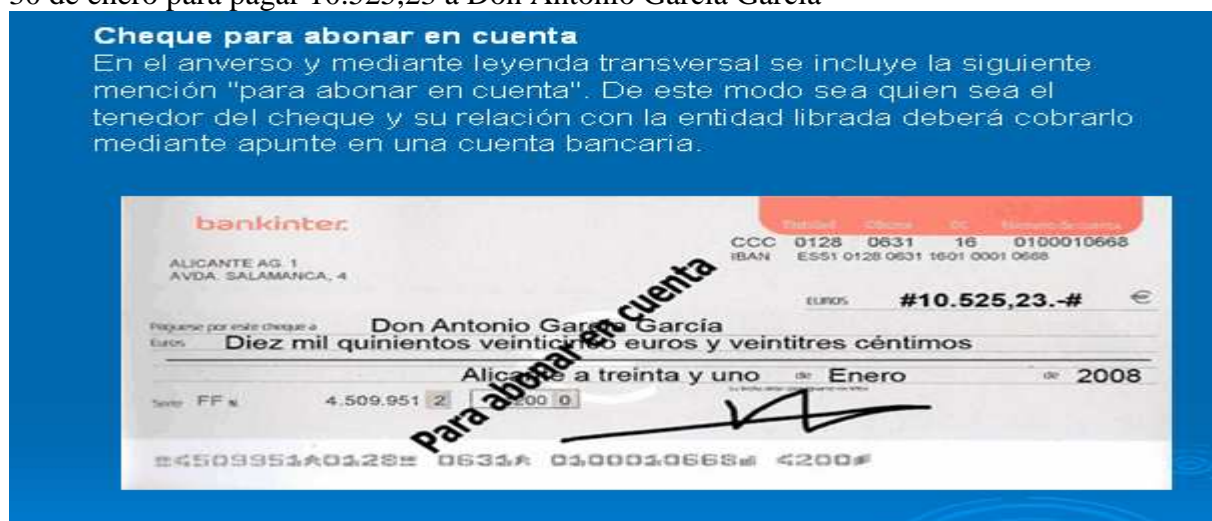 30 de enero para pagar 10.525,23 a Don Antonio García García
Cheque para abonar en cuenta
En el anverso y mediante leyenda transversal se incluye la siguiente
mención "para abonar en cuenta". De este modo sea quien sea el
tenedor del cheque y su relación con la entidad librada deberá cobrarlo
mediante apunte en una cuenta bancaria.
bankinter.
Entidad Oficina DC Número de cuenta
CCC 0128 0631 16 0100010668
ALICANTE AG. 1
AVDA. SALAMANCA, 4
IBAN ES51 0128 0631 1601 0001 0668
EUROS #10.525,23.-# €
Páguese por este cheque a Don Antonio García García
Euros Diez mil quinientos veinticinco euros y veintitres céntimos
Alicante a treinta y uno de Enero de 2008
Serie FF N 4.509.951 2 4200 0
Para abonar en cuenta
4509951 0128 0631 0100010668 4200